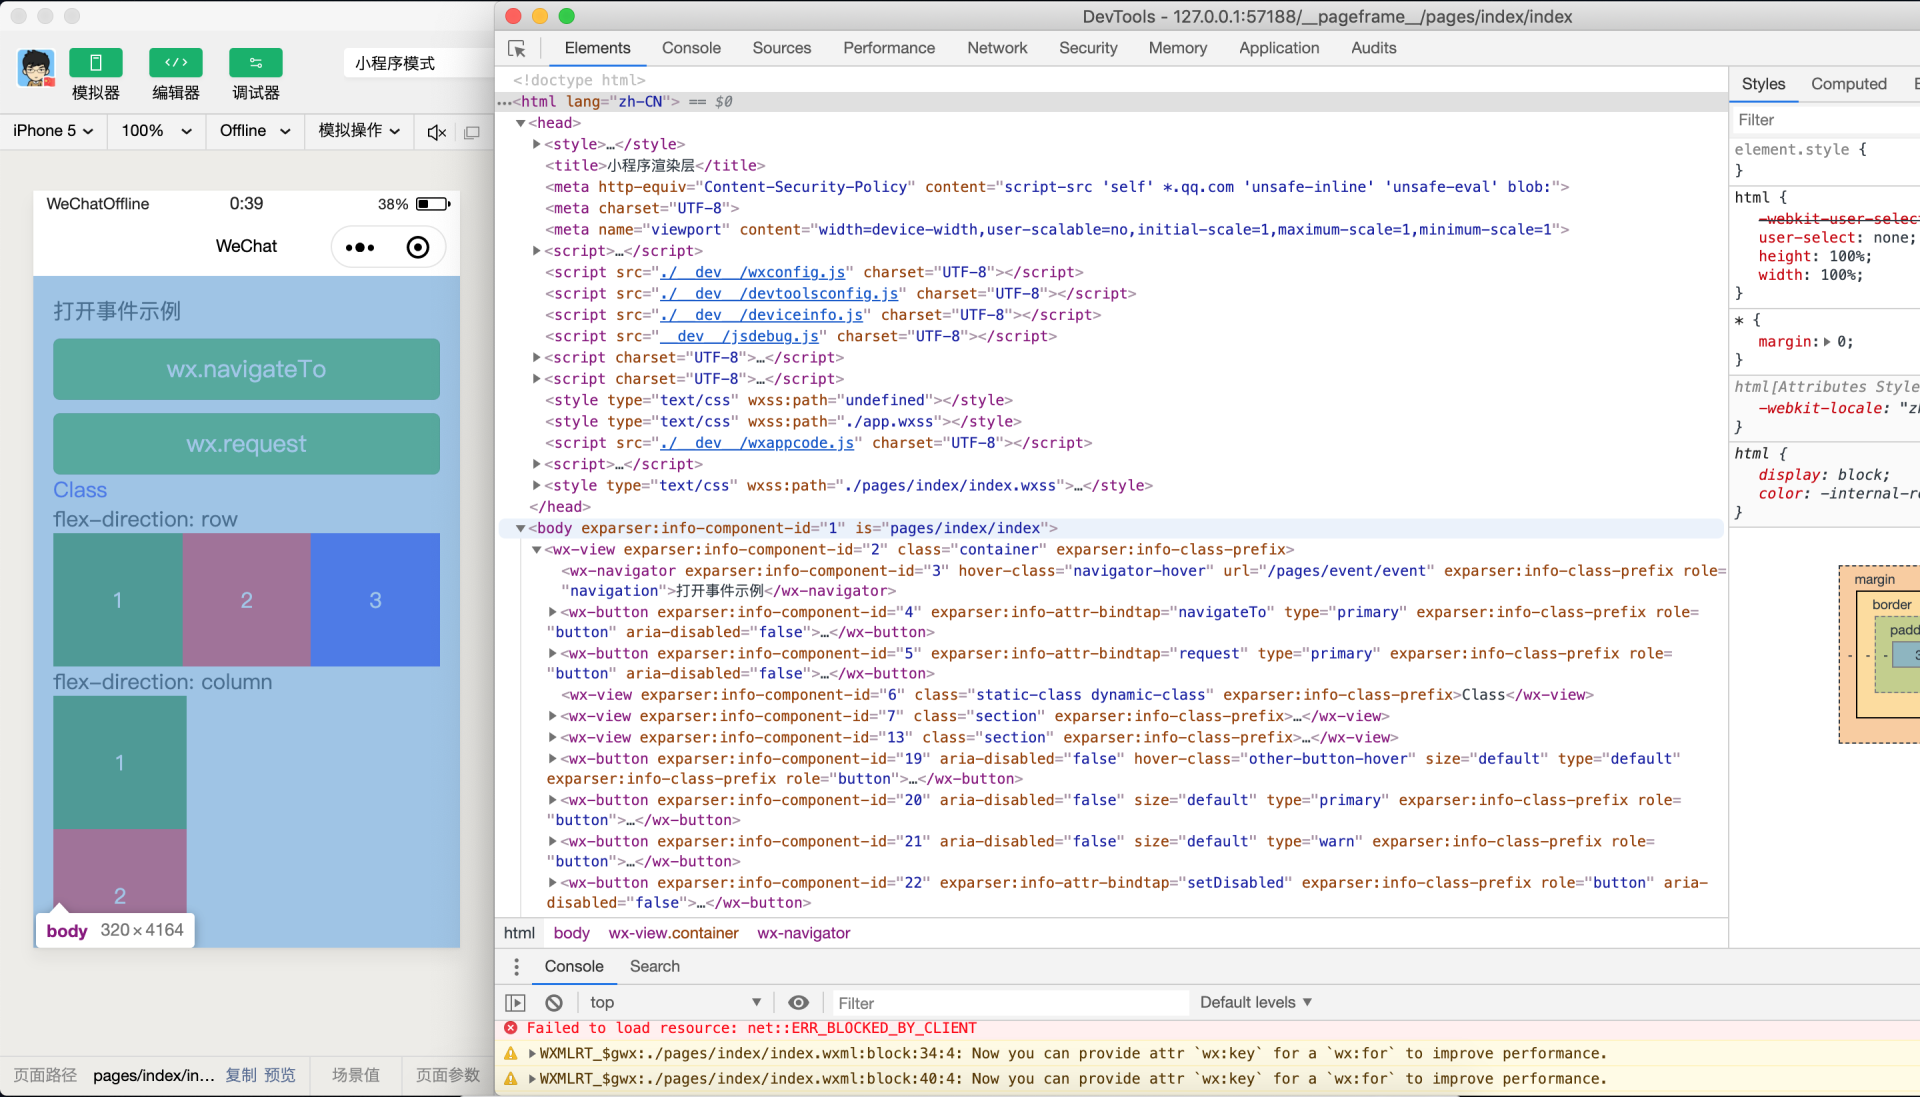 DevTools - 127.0.0.1:57188/__pageframe__/pages/index/index
模拟器 编辑器 调试器
小程序模式
iPhone 5 100% Offline 模拟操作
WeChatOffline 0:39 38%
WeChat
打开事件示例
wx.navigateTo
wx.request
Class
flex-direction: row
1 2 3
flex-direction: column
1
2
body 320×4164
页面路径 pages/index/in... 复制 预览 场景值 页面参数
Elements Console Sources Performance Network Security Memory Application Audits
<!doctype html>
...<html lang="zh-CN"> == $0
▼<head>
▶<style>…</style>
<title>小程序渲染层</title>
<meta http-equiv="Content-Security-Policy" content="script-src 'self' *.qq.com 'unsafe-inline' 'unsafe-eval' blob:">
<meta charset="UTF-8">
<meta name="viewport" content="width=device-width,user-scalable=no,initial-scale=1,maximum-scale=1,minimum-scale=1">
▶<script>…</script>
<script src="./__dev__/wxconfig.js" charset="UTF-8"></script>
<script src="./__dev__/devtoolsconfig.js" charset="UTF-8"></script>
<script src="./__dev__/deviceinfo.js" charset="UTF-8"></script>
<script src="__dev__/jsdebug.js" charset="UTF-8"></script>
▶<script charset="UTF-8">…</script>
▶<script charset="UTF-8">…</script>
<style type="text/css" wxss:path="undefined"></style>
<style type="text/css" wxss:path="./app.wxss"></style>
<script src="./__dev__/wxappcode.js" charset="UTF-8"></script>
▶<script>…</script>
▶<style type="text/css" wxss:path="./pages/index/index.wxss">…</style>
</head>
▼<body exparser:info-component-id="1" is="pages/index/index">
▼<wx-view exparser:info-component-id="2" class="container" exparser:info-class-prefix>
<wx-navigator exparser:info-component-id="3" hover-class="navigator-hover" url="/pages/event/event" exparser:info-class-prefix role=
"navigation">打开事件示例</wx-navigator>
▶<wx-button exparser:info-component-id="4" exparser:info-attr-bindtap="navigateTo" type="primary" exparser:info-class-prefix role=
"button" aria-disabled="false">…</wx-button>
▶<wx-button exparser:info-component-id="5" exparser:info-attr-bindtap="request" type="primary" exparser:info-class-prefix role=
"button" aria-disabled="false">…</wx-button>
<wx-view exparser:info-component-id="6" class="static-class dynamic-class" exparser:info-class-prefix>Class</wx-view>
▶<wx-view exparser:info-component-id="7" class="section" exparser:info-class-prefix>…</wx-view>
▶<wx-view exparser:info-component-id="13" class="section" exparser:info-class-prefix>…</wx-view>
▶<wx-button exparser:info-component-id="19" aria-disabled="false" hover-class="other-button-hover" size="default" type="default"
exparser:info-class-prefix role="button">…</wx-button>
▶<wx-button exparser:info-component-id="20" aria-disabled="false" size="default" type="primary" exparser:info-class-prefix role=
"button">…</wx-button>
▶<wx-button exparser:info-component-id="21" aria-disabled="false" size="default" type="warn" exparser:info-class-prefix role=
"button">…</wx-button>
▶<wx-button exparser:info-component-id="22" exparser:info-attr-bindtap="setDisabled" exparser:info-class-prefix role="button" aria-
disabled="false">…</wx-button>
html body wx-view.container wx-navigator
Styles Computed
Filter
element.style {
}
html {
-webkit-user-select
user-select: none;
height: 100%;
width: 100%;
}
* {
margin:▶ 0;
}
html[Attributes Style
-webkit-locale: "zh
}
html {
display: block;
color: -internal-ro
}
margin
border
padd
- - - 3
Console Search
top Filter Default levels
Failed to load resource: net::ERR_BLOCKED_BY_CLIENT
▶WXMLRT_$gwx:./pages/index/index.wxml:block:34:4: Now you can provide attr `wx:key` for a `wx:for` to improve performance.
▶WXMLRT_$gwx:./pages/index/index.wxml:block:40:4: Now you can provide attr `wx:key` for a `wx:for` to improve performance.